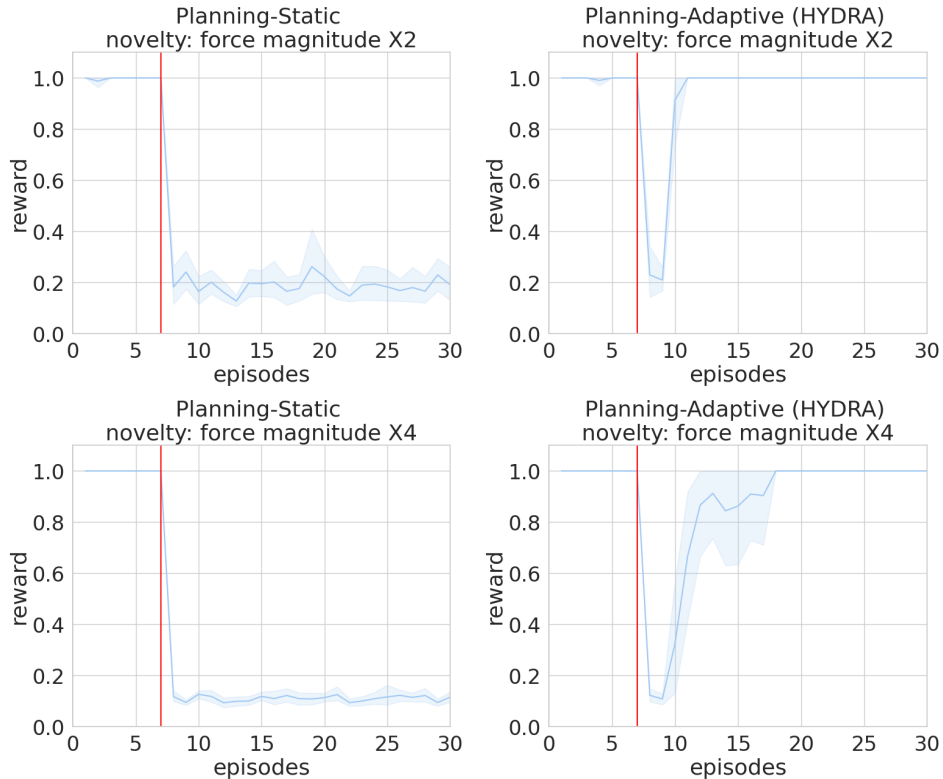 Planning-Static
novelty: force magnitude X2
1.0
0.8
0.6
0.4
0.2
0.0
reward
0 5 10 15 20 25 30
episodes
Planning-Adaptive (HYDRA)
novelty: force magnitude X2
1.0
0.8
0.6
0.4
0.2
0.0
reward
0 5 10 15 20 25 30
episodes
Planning-Static
novelty: force magnitude X4
1.0
0.8
0.6
0.4
0.2
0.0
reward
0 5 10 15 20 25 30
episodes
Planning-Adaptive (HYDRA)
novelty: force magnitude X4
1.0
0.8
0.6
0.4
0.2
0.0
reward
0 5 10 15 20 25 30
episodes